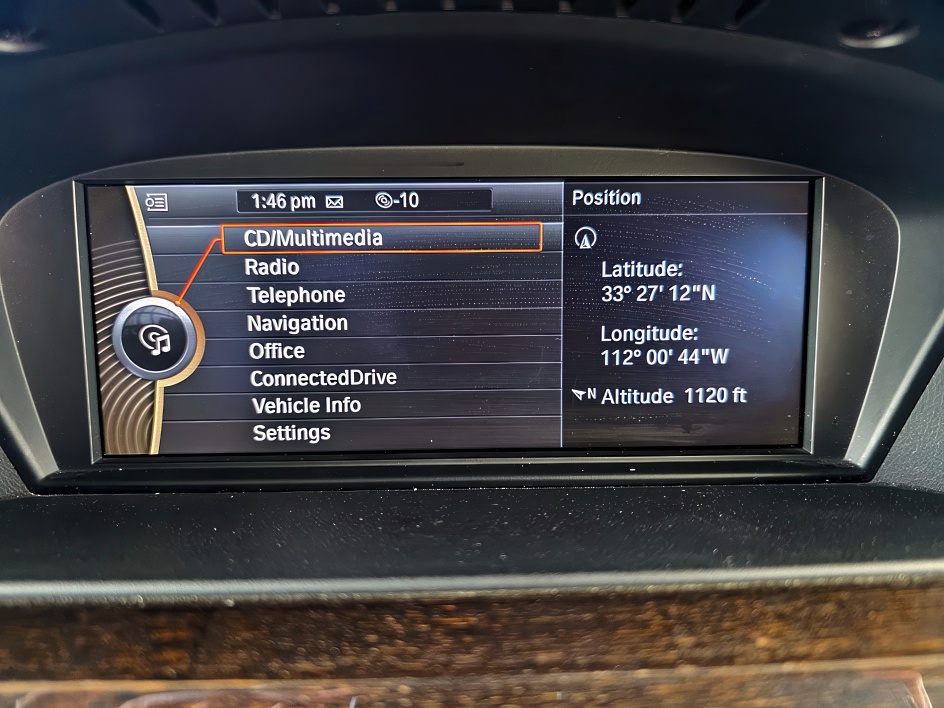 1:46 pm -10
CD/Multimedia
Radio
Telephone
Navigation
Office
ConnectedDrive
Vehicle Info
Settings
Position
Latitude:
33° 27' 12"N
Longitude:
112° 00' 44"W
N Altitude 1120 ft